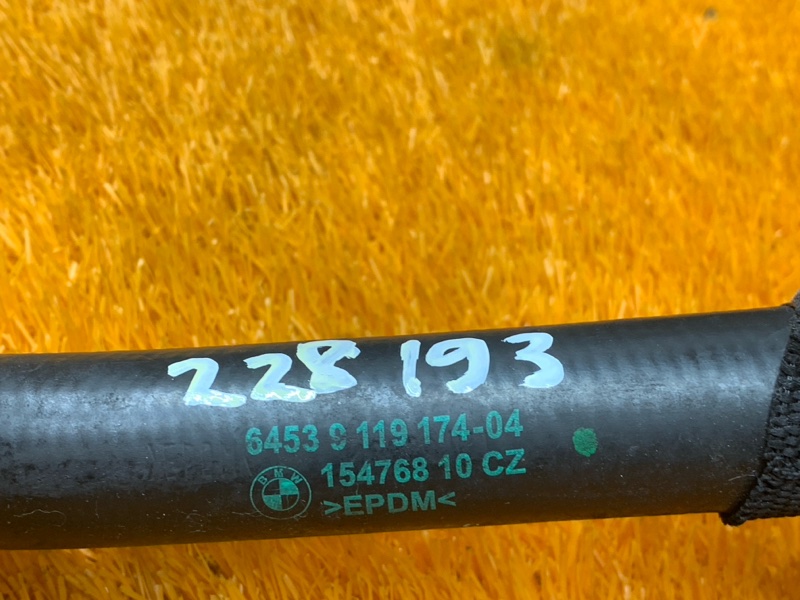 228 193
6453 9 119 174-04
BMW
154768 10 CZ
>EPDM<